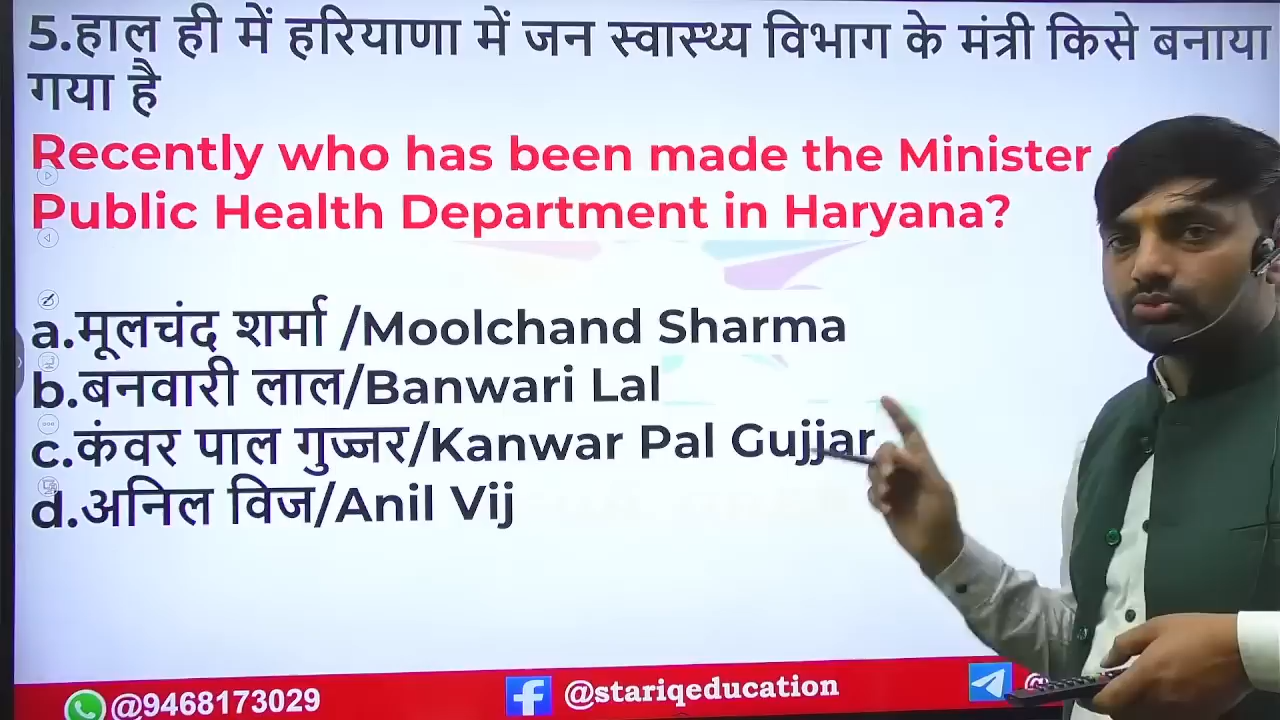 5.हाल ही में हरियाणा में जन स्वास्थ्य विभाग के मंत्री किसे बनाया
गया है
Recently who has been made the Minister
Public Health Department in Haryana?
a.मूलचंद शर्मा /Moolchand Sharma
b.बनवारी लाल/Banwari Lal
c.कंवर पाल गुज्जर/Kanwar Pal Gujjar
d.अनिल विज/Anil Vij
@9468173029 @stariqeducation @